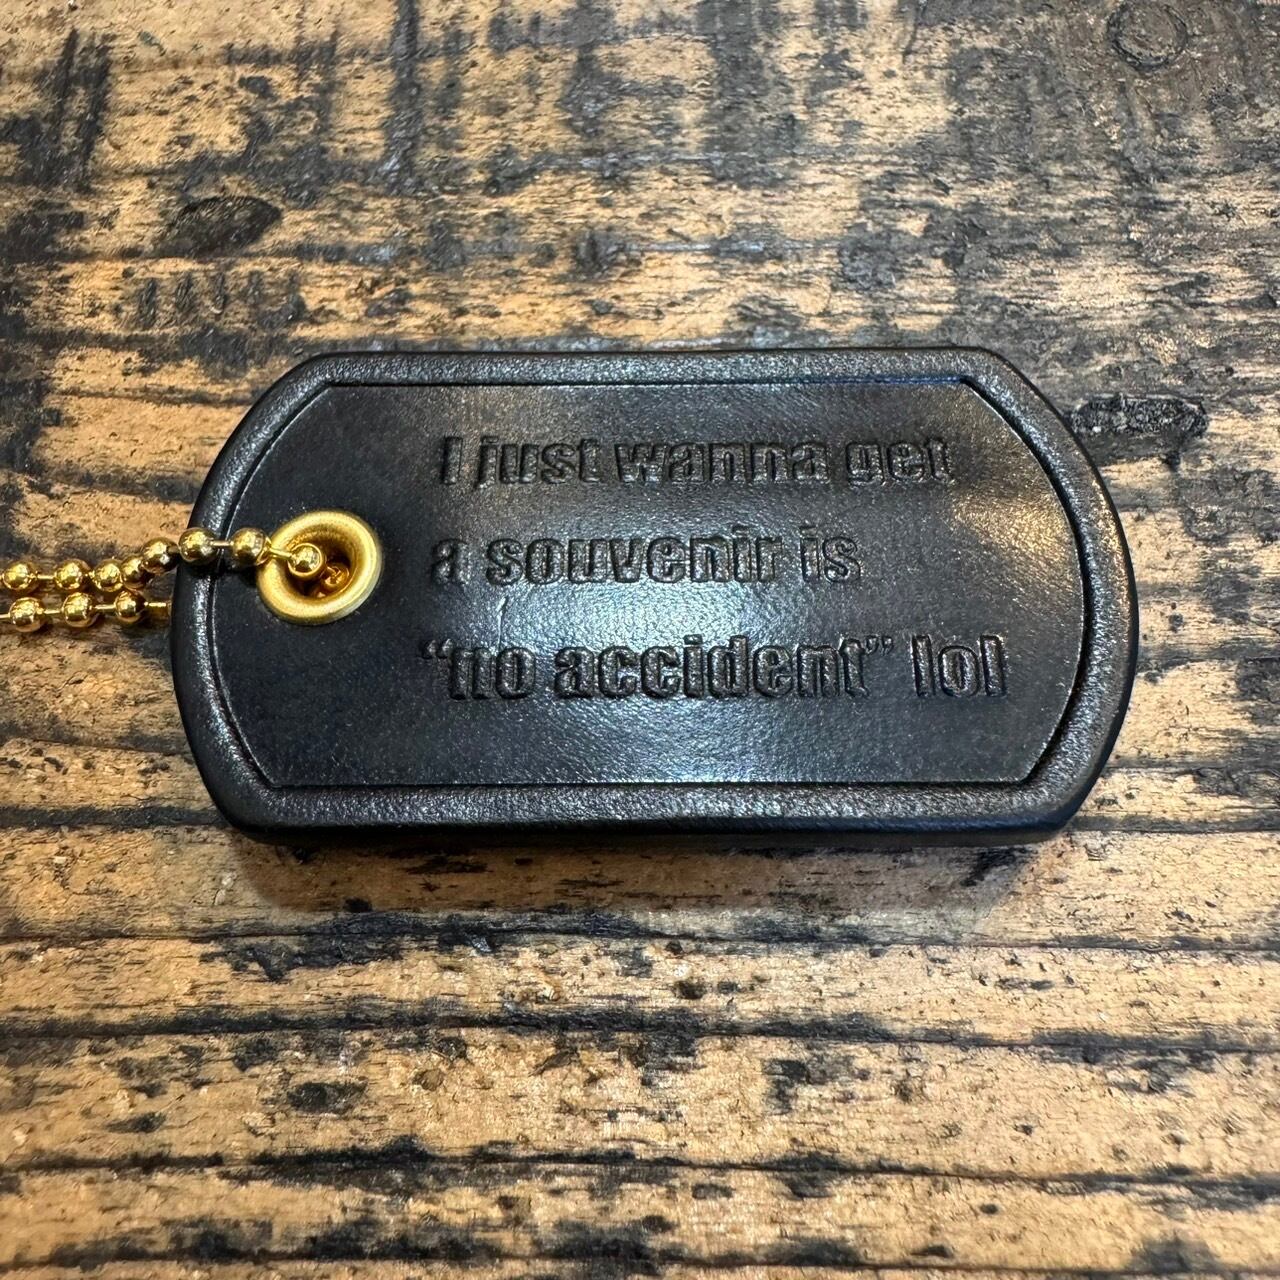 I just wanna get
a souvenir is
“no accident” lol